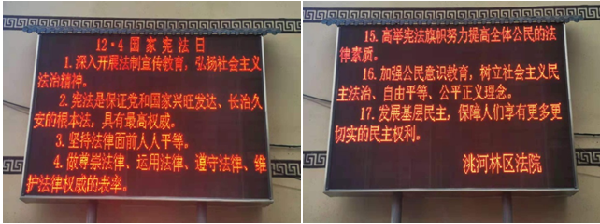 12·4国家宪法日
1.深入开展法制宣传教育，弘扬社会主义
法治精神。
2.宪法是保证党和国家兴旺发达、长治久
安的根本法，具有最高权威。
3.坚持法律面前人人平等。
4.做尊崇法律、运用法律、遵守法律、维
护法律权威的表率。
15.高举宪法旗帜努力提高全体公民的法
律素质。
16.加强公民意识教育，树立社会主义民
主法治、自由平等、公平正义理念。
17.发展基层民主，保障人们享有更多更
切实的民主权利。
洮河林区法院